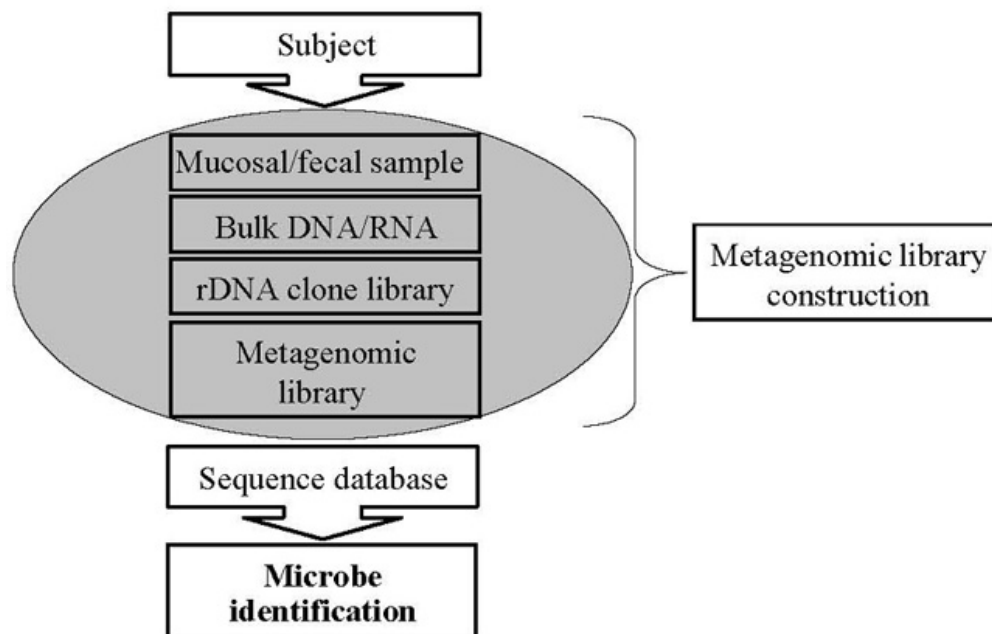 Subject
Mucosal/fecal sample
Bulk DNA/RNA
rDNA clone library
Metagenomic
library
Metagenomic library
construction
Sequence database
Microbe
identification